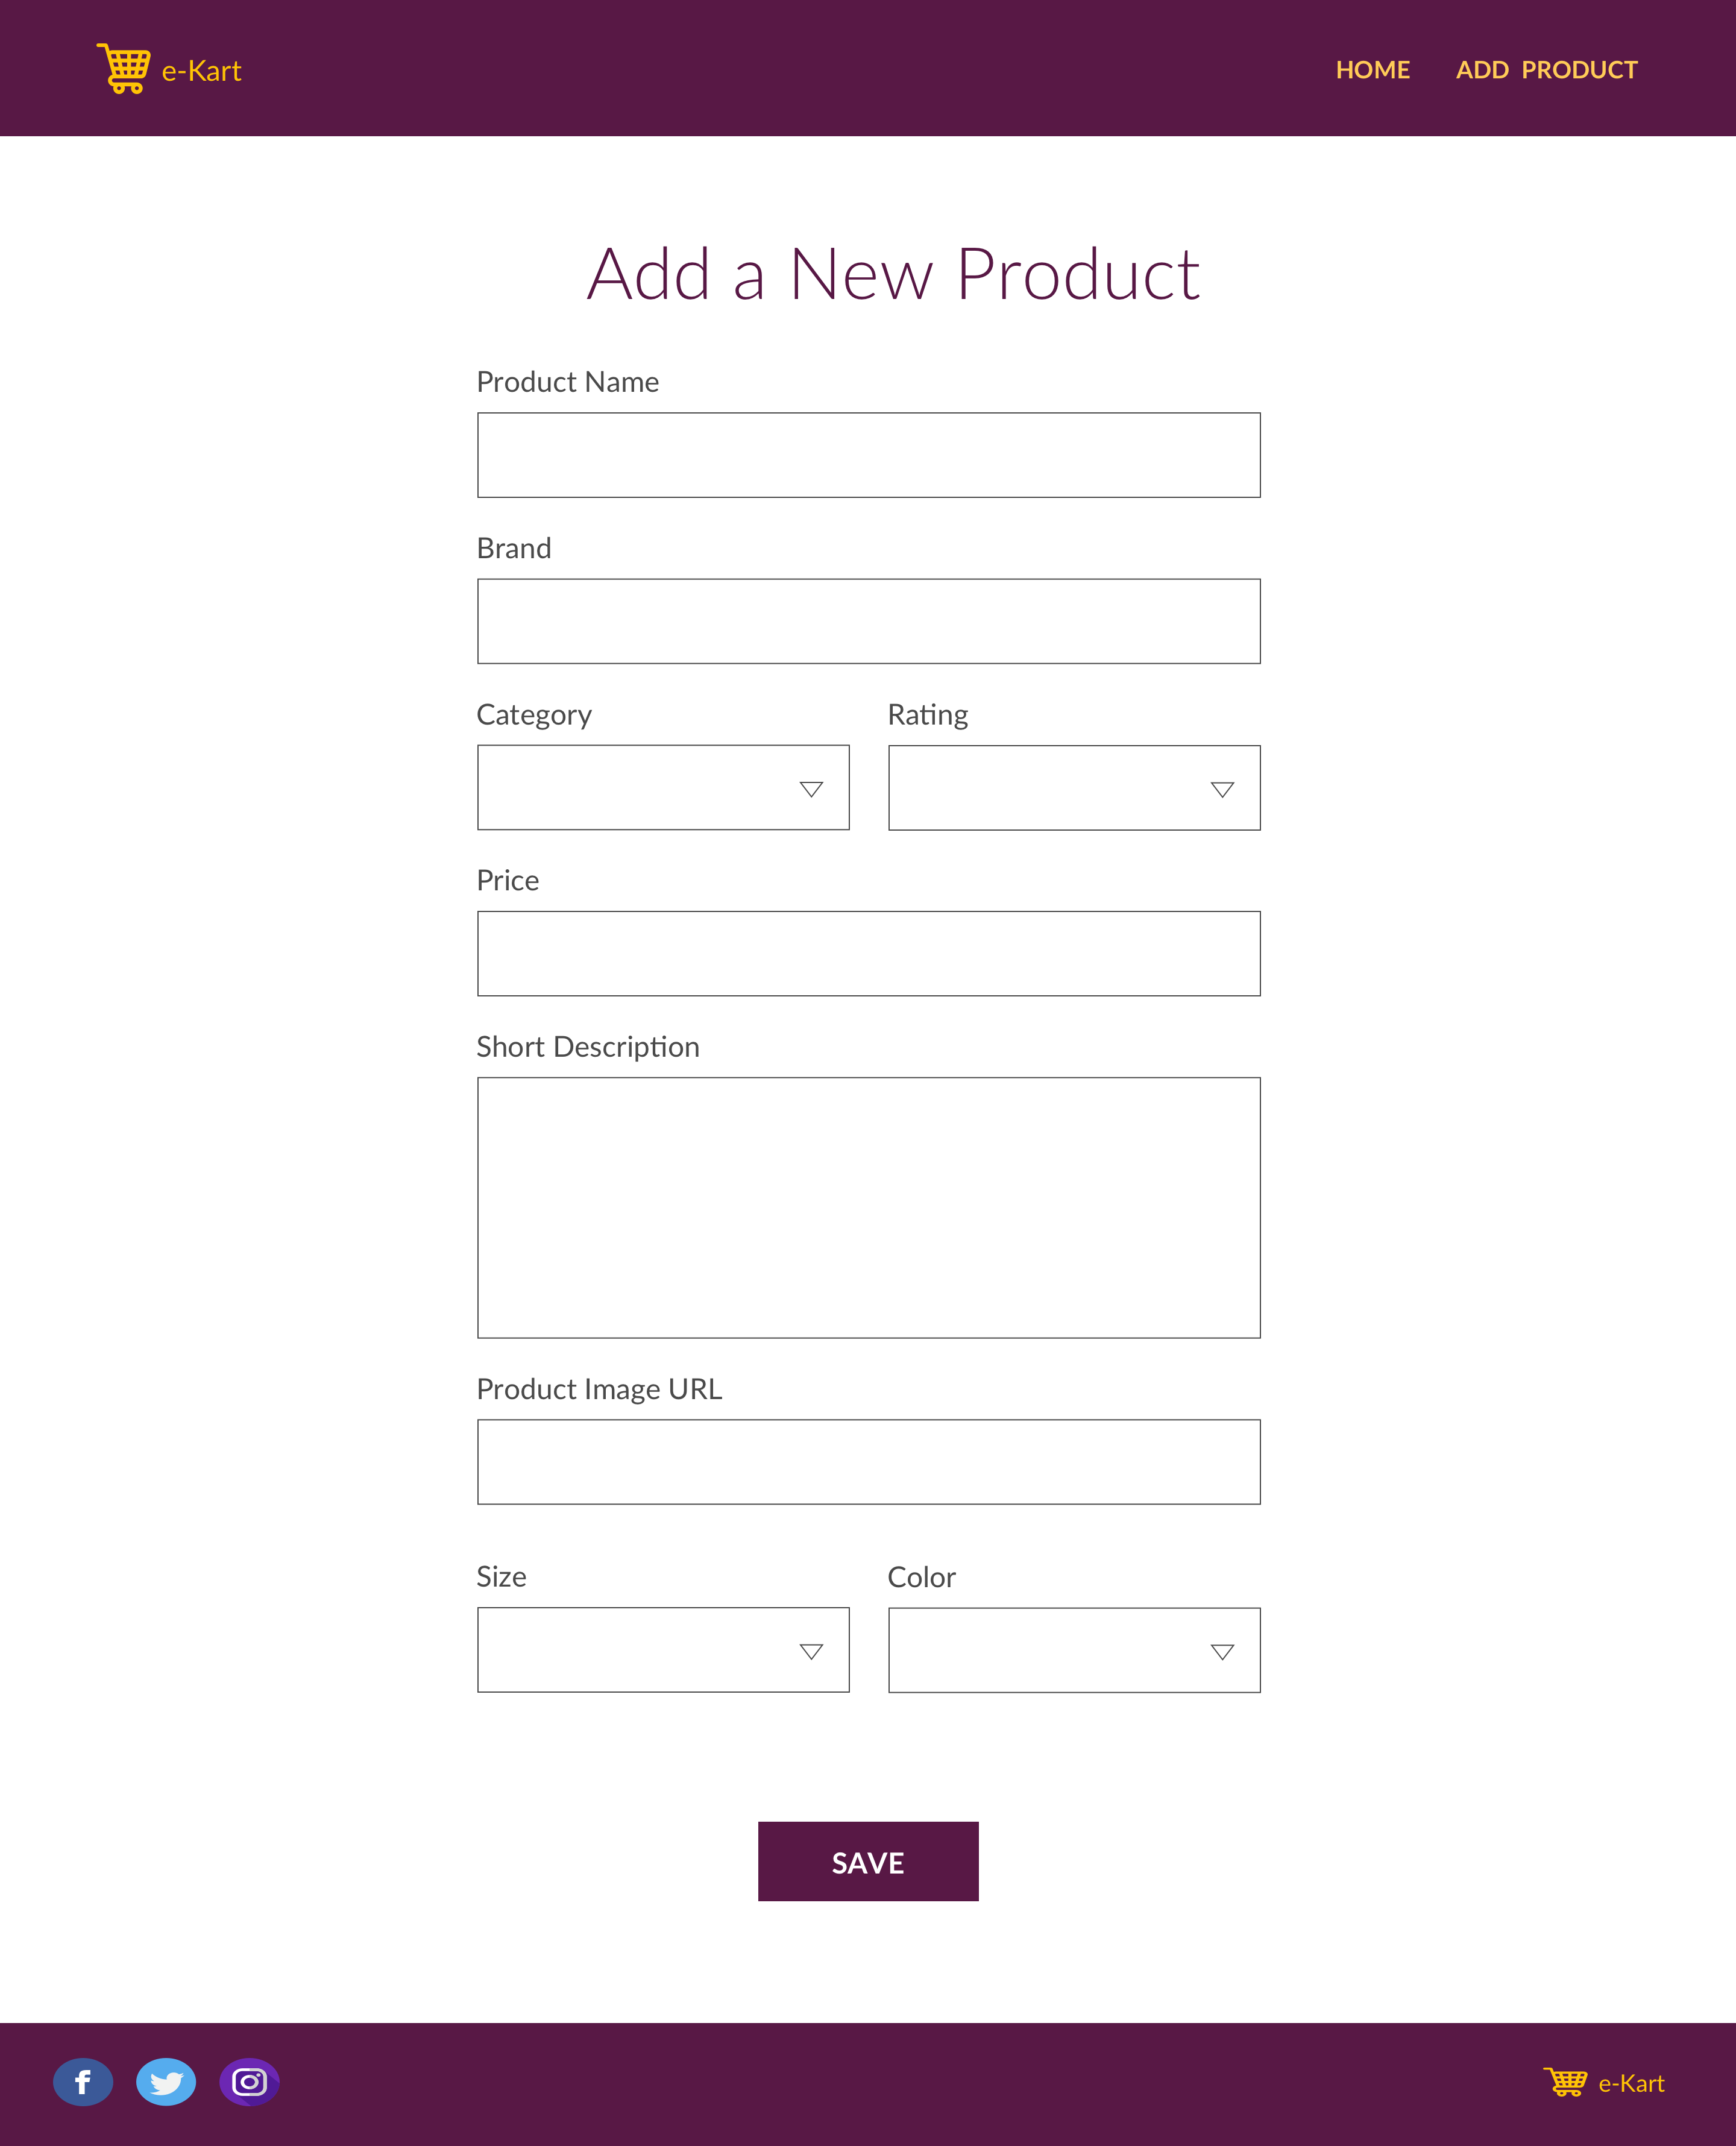 e-Kart
HOME ADD PRODUCT
Add a New Product
Product Name
Brand
Category Rating
Price
Short Description
Product Image URL
Size Color
SAVE
f e-Kart